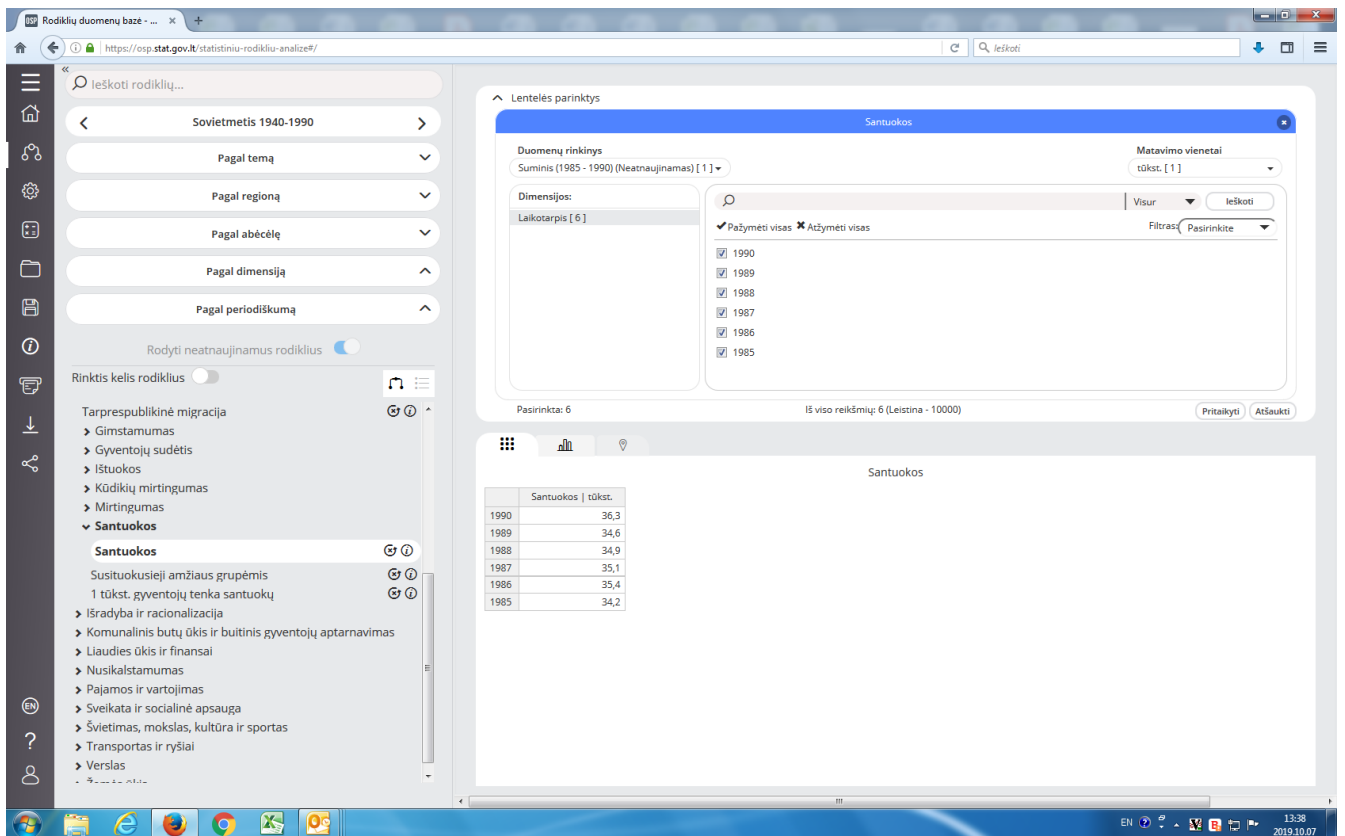 OSP Rodiklių duomenų bazė - ... × +
https://osp.stat.gov.lt/statistiniu-rodikliu-analize#/
Ieškoti
Ieškoti rodiklių...
Sovietmetis 1940-1990
Pagal temą
Pagal regioną
Pagal abėcėlę
Pagal dimensiją
Pagal periodiškumą
Rodyti neatnaujinamus rodiklius
Rinktis kelis rodiklius
Tarprespublikinė migracija
Gimstamumas
Gyventojų sudėtis
Ištuokos
Kūdikių mirtingumas
Mirtingumas
Santuokos
Santuokos
Susituokusieji amžiaus grupėmis
1 tūkst. gyventojų tenka santuokų
Išradyba ir racionalizacija
Komunalinis butų ūkis ir buitinis gyventojų aptarnavimas
Liaudies ūkis ir finansai
Nusikalstamumas
Pajamos ir vartojimas
Sveikata ir socialinė apsauga
Švietimas, mokslas, kultūra ir sportas
Transportas ir ryšiai
Verslas
EN
Lentelės parinktys
Santuokos
Duomenų rinkinys
Matavimo vienetai
Suminis (1985 - 1990) (Neatnaujinamas) [ 1 ]
tūkst. [ 1 ]
Dimensijos:
Laikotarpis [ 6 ]
Visur
Ieškoti
Pažymėti visas Atžymėti visas
Filtras:
Pasirinkite
1990
1989
1988
1987
1986
1985
Pasirinkta: 6
Iš viso reikšmių: 6 (Leistina - 10000)
Pritaikyti
Atšaukti
Santuokos
Santuokos | tūkst.
1990 36,3
1989 34,6
1988 34,9
1987 35,1
1986 35,4
1985 34,2
EN
13:38
2019.10.07